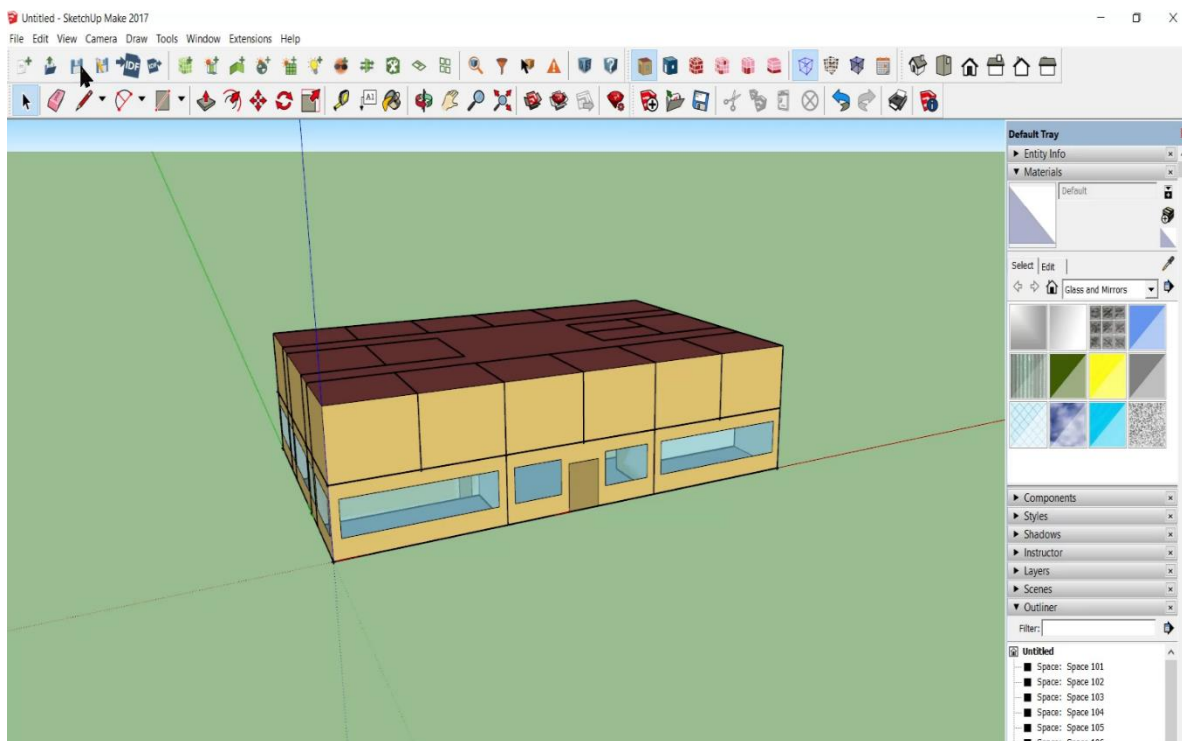 Untitled - SketchUp Make 2017
File Edit View Camera Draw Tools Window Extensions Help
IDF
A1
Default Tray
Entity Info
Materials
Default
Select Edit
Glass and Mirrors
Components
Styles
Shadows
Instructor
Layers
Scenes
Outliner
Filter:
Untitled
Space: Space 101
Space: Space 102
Space: Space 103
Space: Space 104
Space: Space 105